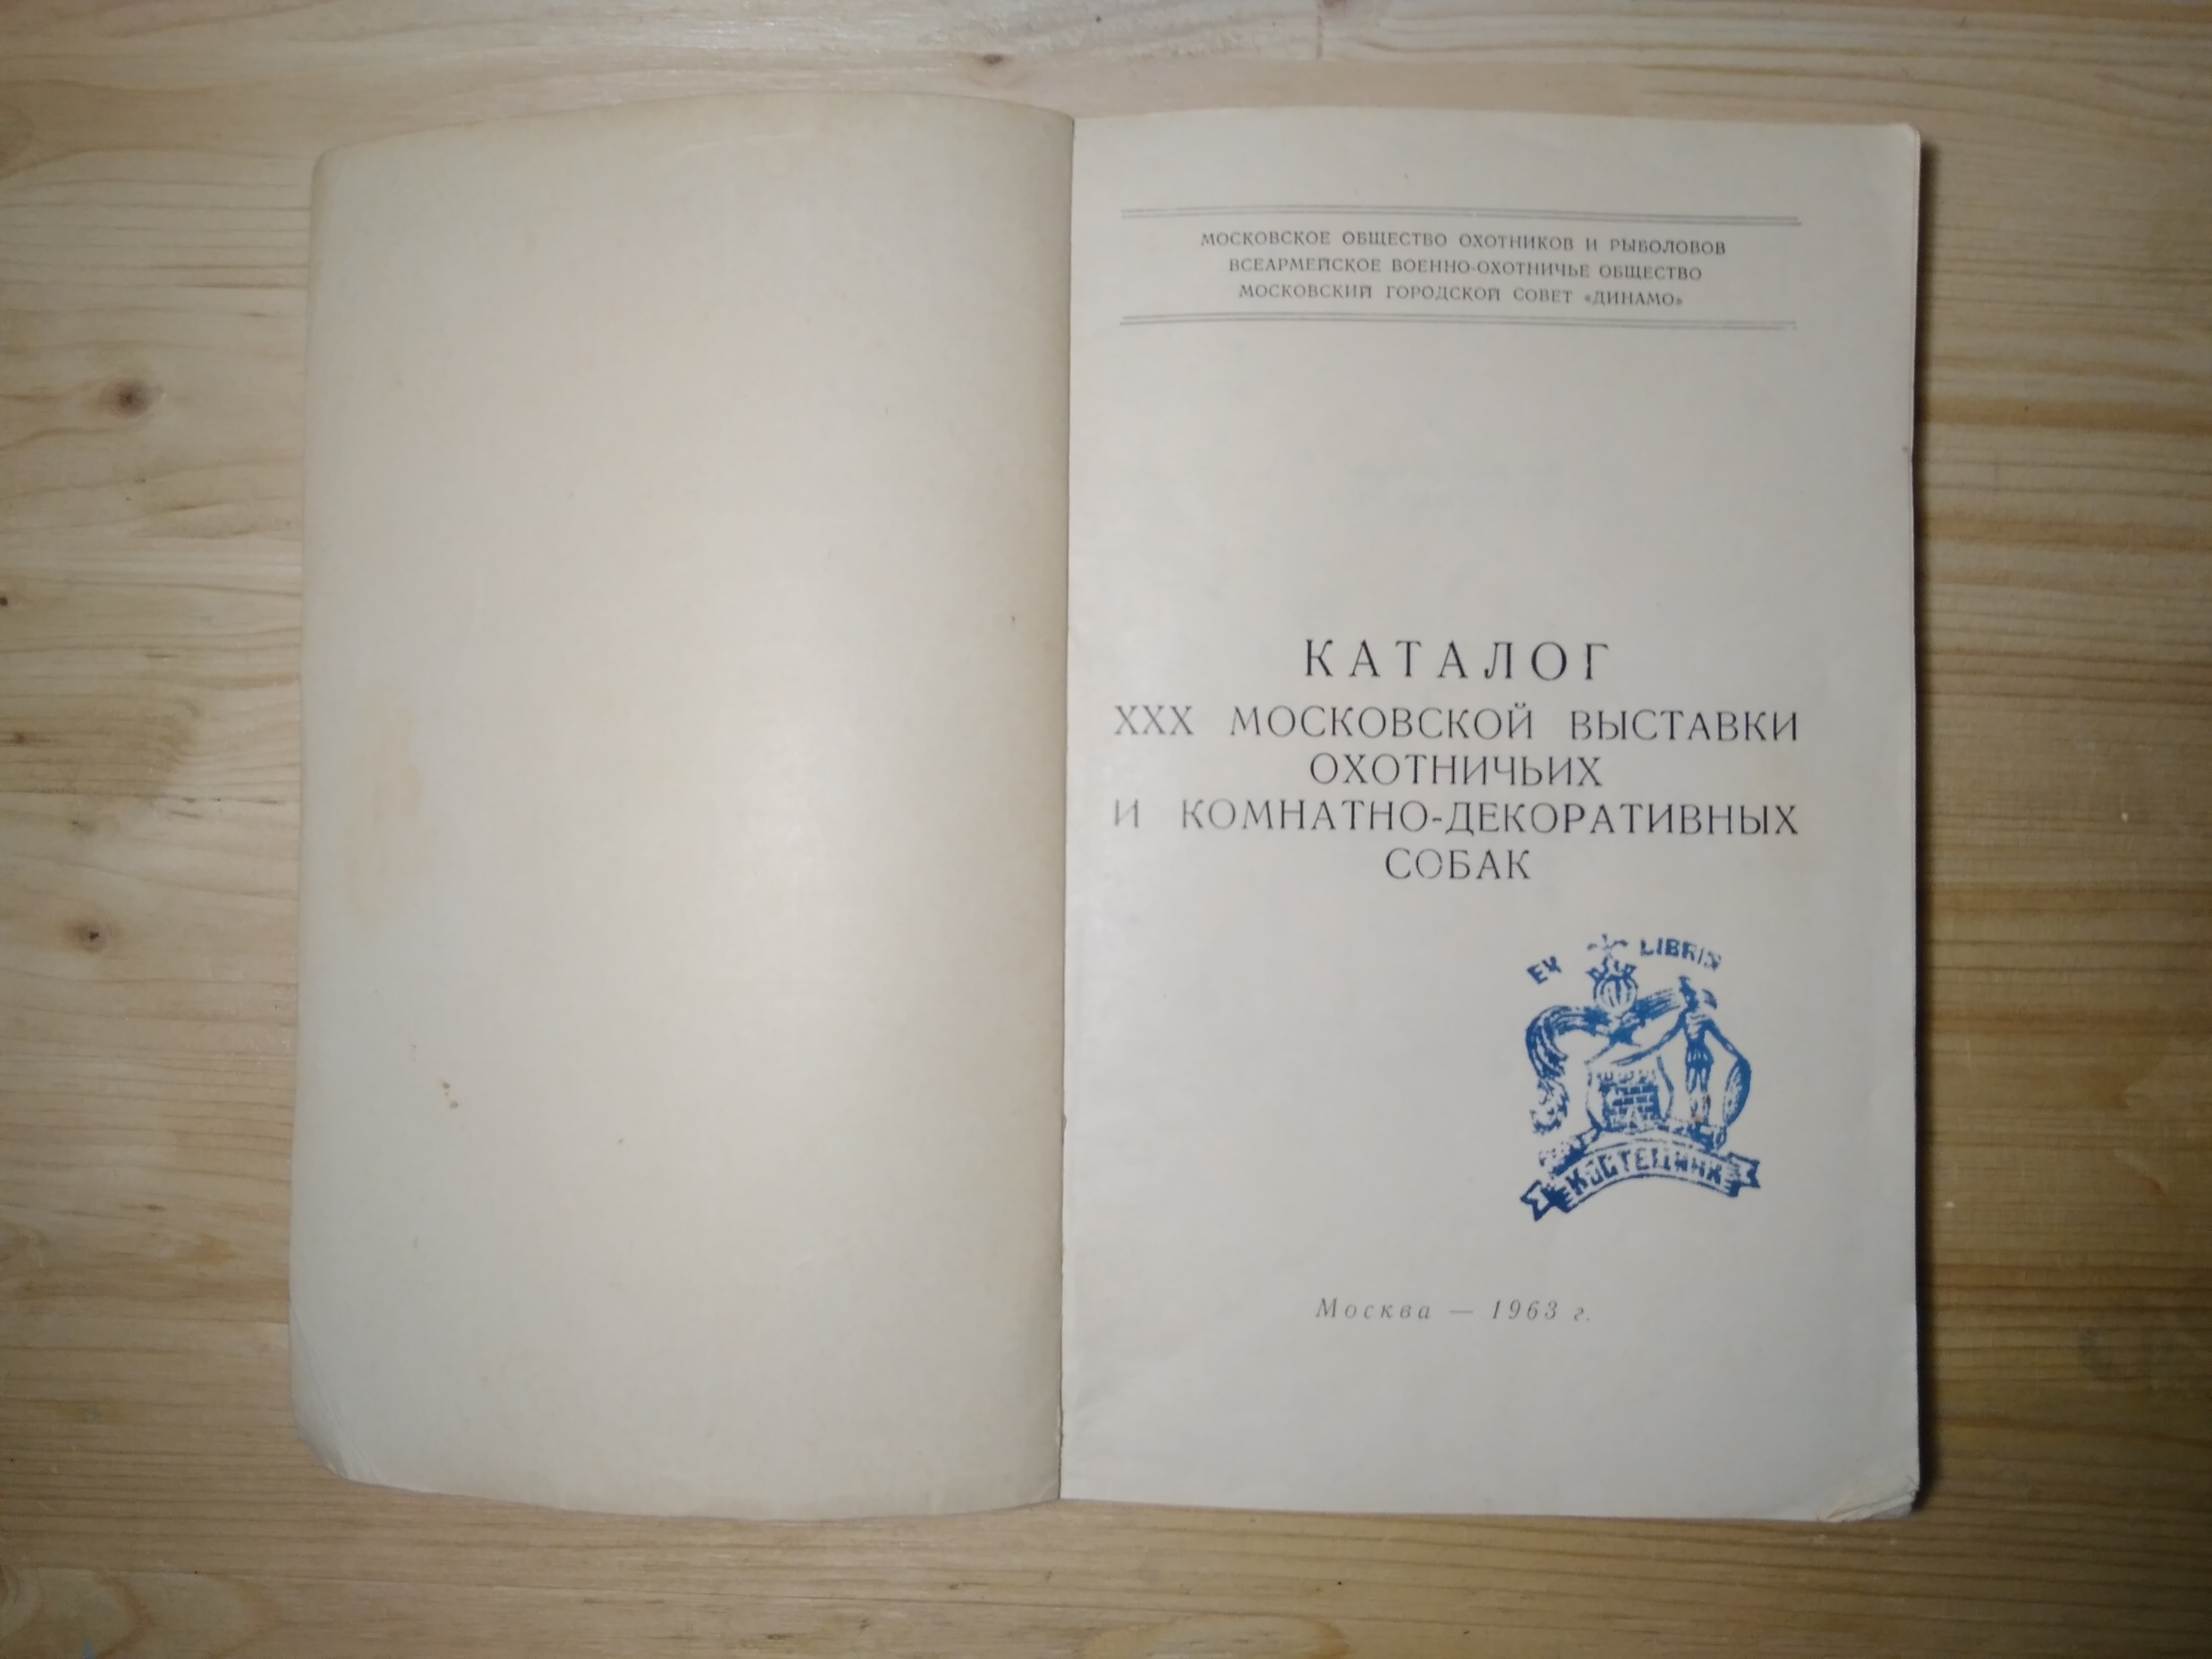 МОСКОВСКОЕ ОБЩЕСТВО ОХОТНИКОВ И РЫБОЛОВОВ
ВСЕАРМЕЙСКОЕ ВОЕННО-ОХОТНИЧЬЕ ОБЩЕСТВО
МОСКОВСКИЙ ГОРОДСКОЙ СОВЕТ «ДИНАМО»
КАТАЛОГ
XXX МОСКОВСКОЙ ВЫСТАВКИ
ОХОТНИЧЬИХ
И КОМНАТНО-ДЕКОРАТИВНЫХ
СОБАК
EX LIBRIS
Москва — 1963 г.